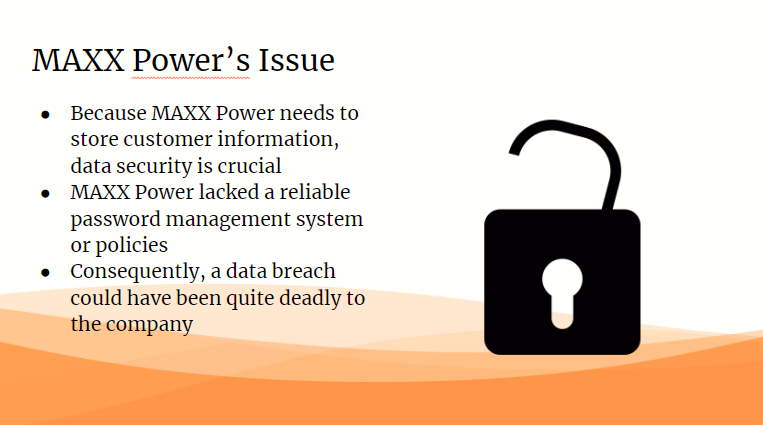 MAXX Power’s Issue
● Because MAXX Power needs to
store customer information,
data security is crucial
● MAXX Power lacked a reliable
password management system
or policies
● Consequently, a data breach
could have been quite deadly to
the company